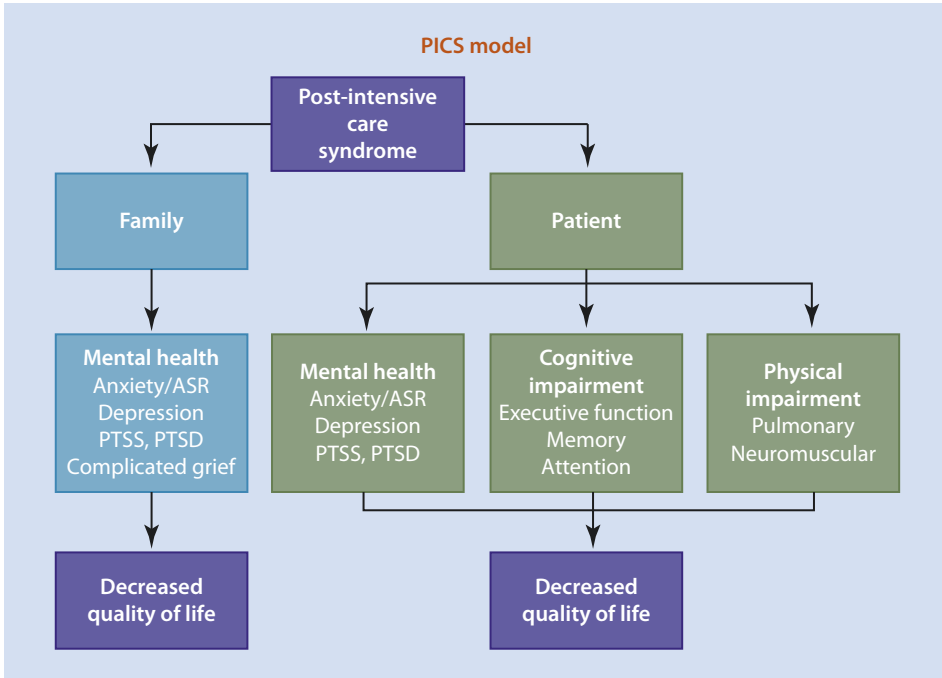 PICS model
Post-intensive
care
syndrome
Family
Patient
Mental health
Anxiety/ASR
Depression
PTSS, PTSD
Complicated grief
Mental health
Anxiety/ASR
Depression
PTSS, PTSD
Cognitive
impairment
Executive function
Memory
Attention
Physical
impairment
Pulmonary
Neuromuscular
Decreased
quality of life
Decreased
quality of life